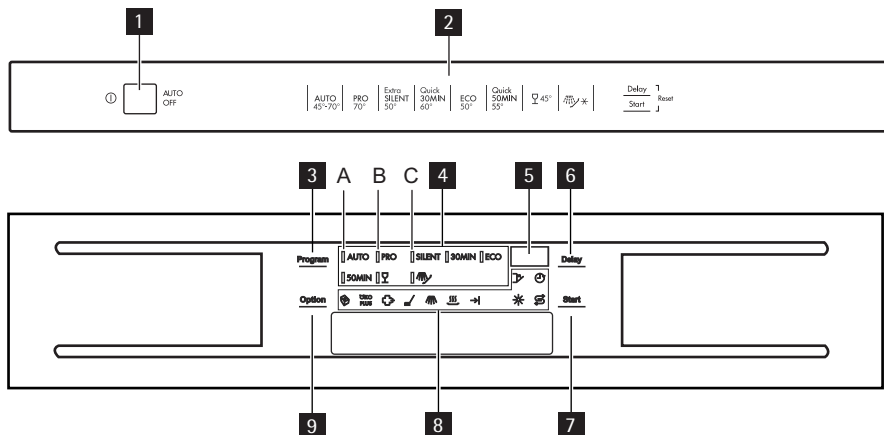 1
2
AUTO
OFF
AUTO
45°-70°
PRO
70°
Extra
SILENT
50°
Quick
30MIN
60°
ECO
50°
Quick
50MIN
55°
45°
Delay
Start
Reset
3 A B C 4 5 6
Program AUTO PRO SILENT 30MIN ECO Delay
50MIN
Option Start
9 8 7